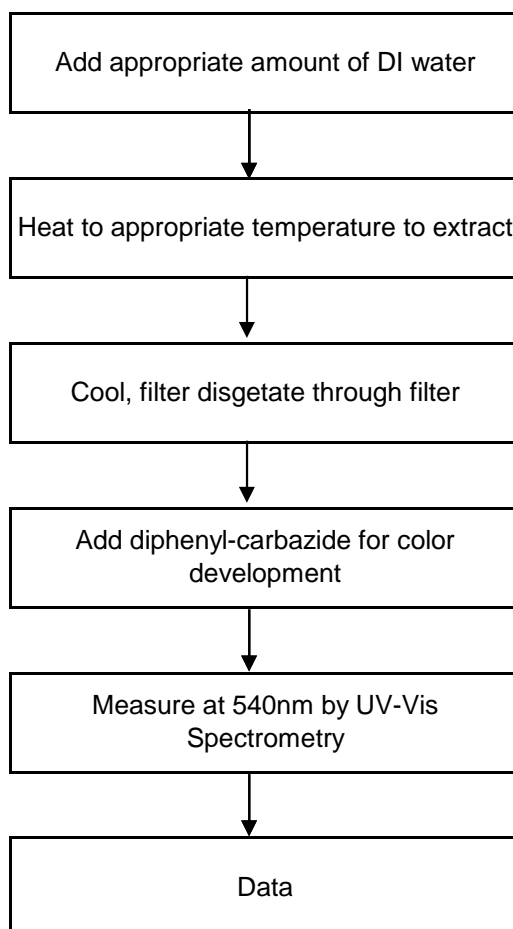 Add appropriate amount of DI water
Heat to appropriate temperature to extract
Cool, filter disgetate through filter
Add diphenyl-carbazide for color
development
Measure at 540nm by UV-Vis
Spectrometry
Data